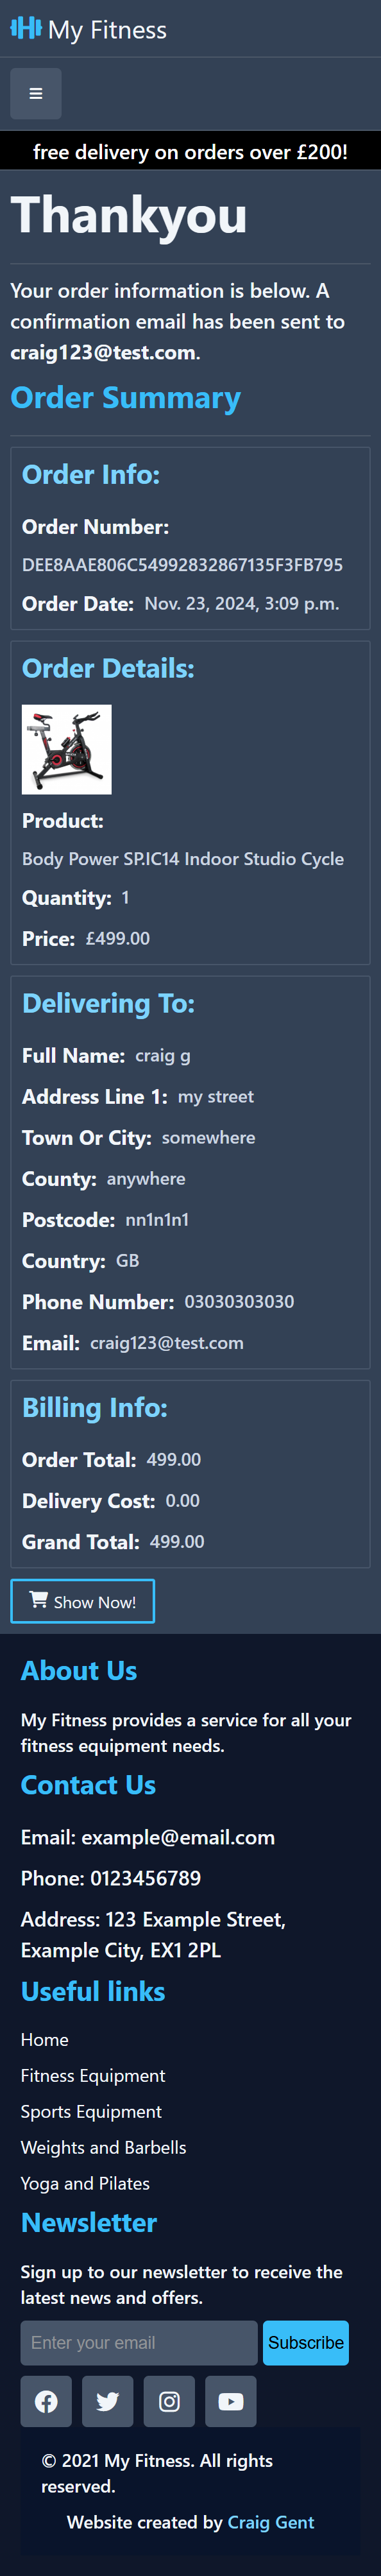 My Fitness
free delivery on orders over £200!
Thankyou
Your order information is below. A
confirmation email has been sent to
craig123@test.com.
Order Summary
Order Info:
Order Number:
DEE8AAE806C54992832867135F3FB795
Order Date: Nov. 23, 2024, 3:09 p.m.
Order Details:
Product:
Body Power SP.IC14 Indoor Studio Cycle
Quantity: 1
Price: £499.00
Delivering To:
Full Name: craig g
Address Line 1: my street
Town Or City: somewhere
County: anywhere
Postcode: nn1n1n1
Country: GB
Phone Number: 03030303030
Email: craig123@test.com
Billing Info:
Order Total: 499.00
Delivery Cost: 0.00
Grand Total: 499.00
Show Now!
About Us
My Fitness provides a service for all your
fitness equipment needs.
Contact Us
Email: example@email.com
Phone: 0123456789
Address: 123 Example Street,
Example City, EX1 2PL
Useful links
Home
Fitness Equipment
Sports Equipment
Weights and Barbells
Yoga and Pilates
Newsletter
Sign up to our newsletter to receive the
latest news and offers.
Enter your email Subscribe
© 2021 My Fitness. All rights
reserved.
Website created by Craig Gent